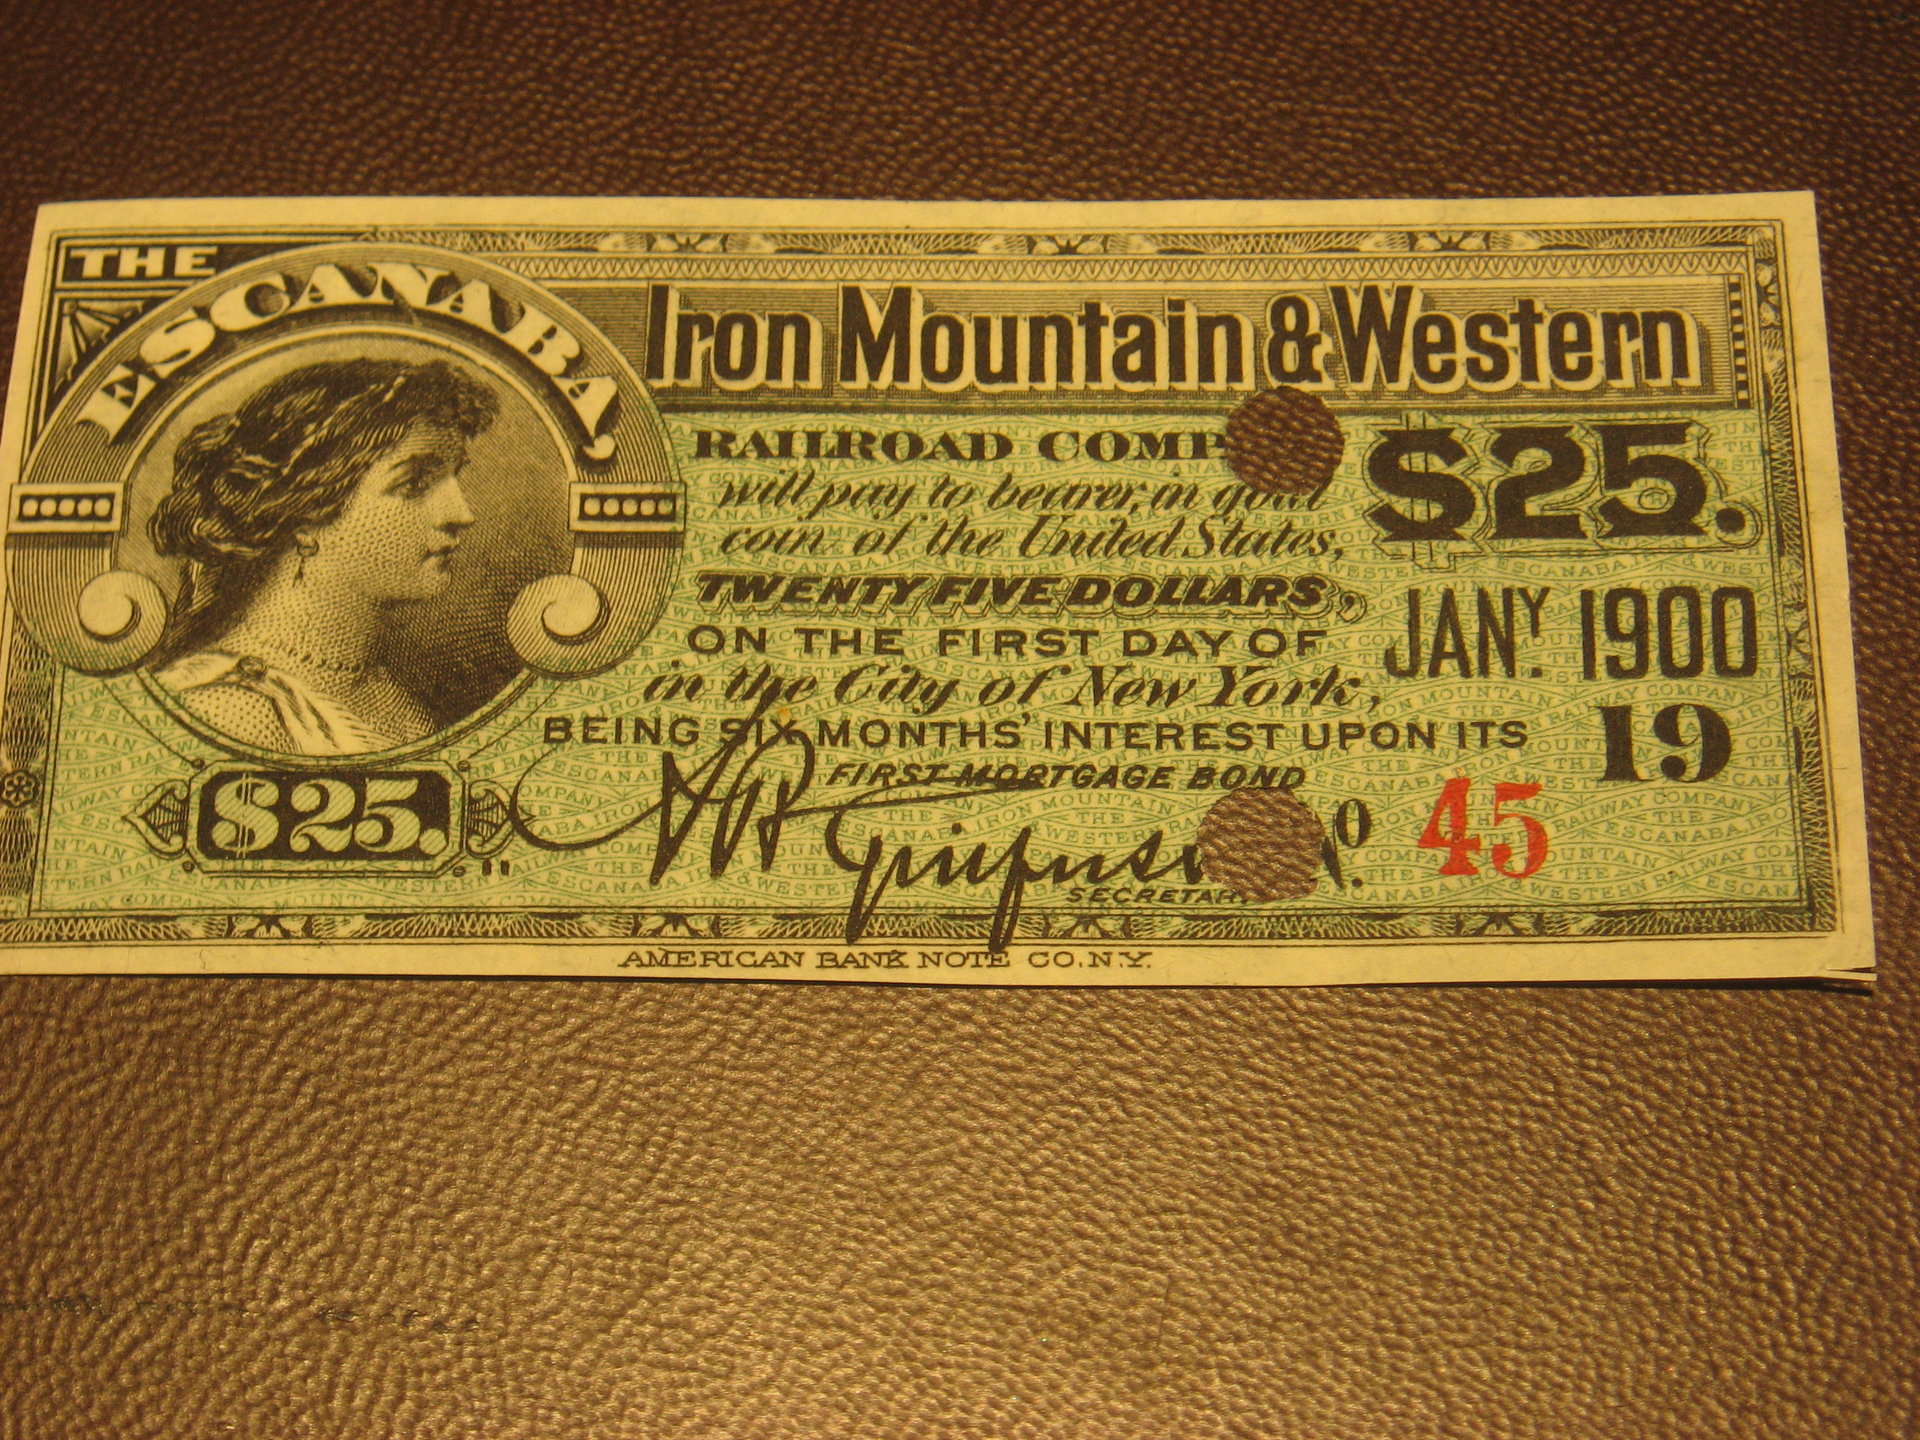 THE
ESCANABA,
Iron Mountain & Western
RAILROAD COMP
will pay to bearer, in gold
coin of the United States,
$25.
TWENTY FIVE DOLLARS,
ON THE FIRST DAY OF
JANY. 1900
in the City of New York,
BEING SIX MONTHS' INTEREST UPON ITS
19
FIRST MORTGAGE BOND
$25.
o 45
SECRETAR
AMERICAN BANK NOTE CO. N.Y.